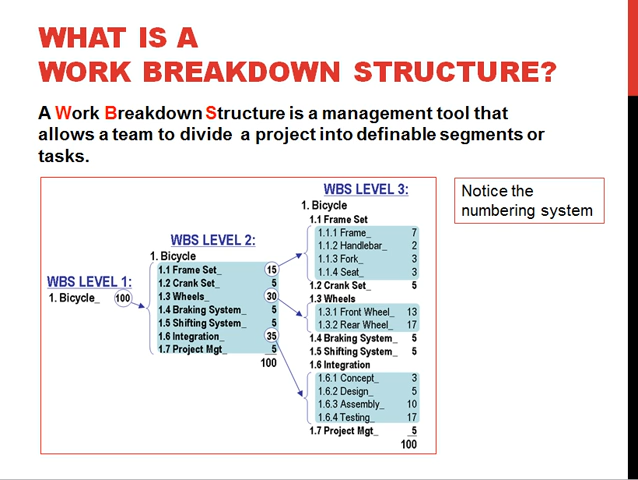 WHAT IS A
WORK BREAKDOWN STRUCTURE?
A Work Breakdown Structure is a management tool that
allows a team to divide a project into definable segments or
tasks.
Notice the
numbering system
WBS LEVEL 1:
1. Bicycle_ 100
WBS LEVEL 2:
1. Bicycle
1.1 Frame Set_ 15
1.2 Crank Set_ 5
1.3 Wheels_ 30
1.4 Braking System_ 5
1.5 Shifting System_ 5
1.6 Integration_ 35
1.7 Project Mgt_ 5
100
WBS LEVEL 3:
1. Bicycle
1.1 Frame Set
1.1.1 Frame_ 7
1.1.2 Handlebar_ 2
1.1.3 Fork_ 3
1.1.4 Seat_ 3
1.2 Crank Set_ 5
1.3 Wheels
1.3.1 Front Wheel_ 13
1.3.2 Rear Wheel_ 17
1.4 Braking System_ 5
1.5 Shifting System_ 5
1.6 Integration
1.6.1 Concept_ 3
1.6.2 Design_ 5
1.6.3 Assembly_ 10
1.6.4 Testing_ 17
1.7 Project Mgt_ 5
100